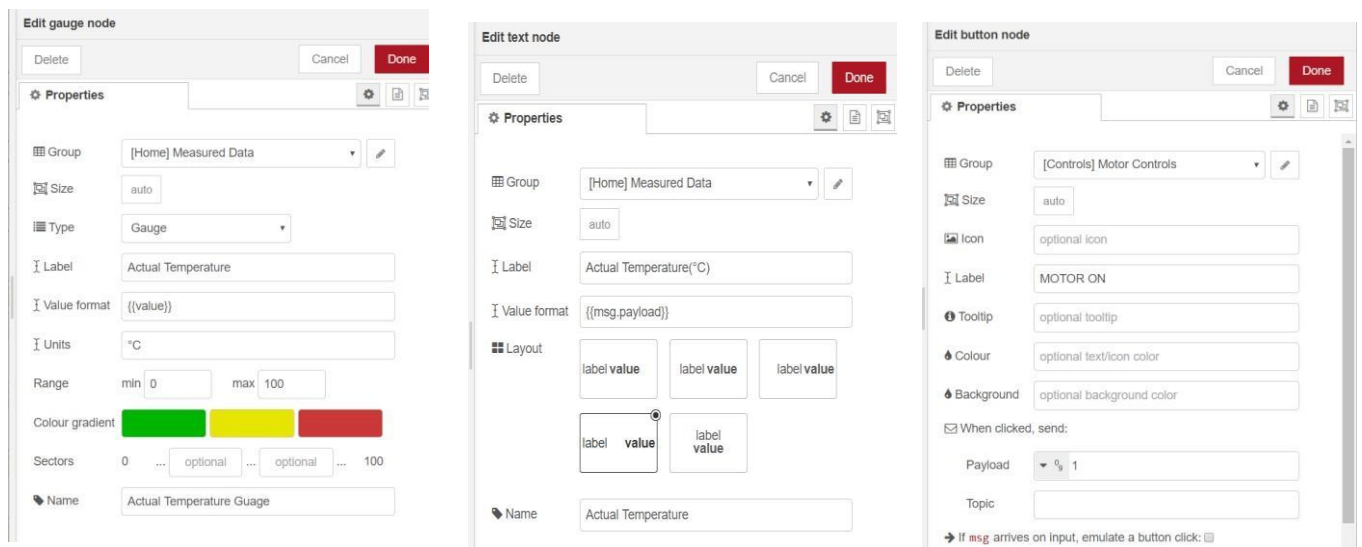 Edit gauge node
Delete
Cancel
Done
Properties
Group
[Home] Measured Data
Size
auto
Type
Gauge
Label
Actual Temperature
Value format
{{value}}
Units
°C
Range
min 0
max 100
Colour gradient
Sectors
0 ... optional ... optional ... 100
Name
Actual Temperature Guage
Edit text node
Delete
Cancel
Done
Properties
Group
[Home] Measured Data
Size
auto
Label
Actual Temperature(°C)
Value format
{{msg.payload}}
Layout
label value
label value
label value
label value
label
value
Name
Actual Temperature
Edit button node
Delete
Cancel
Done
Properties
Group
[Controls] Motor Controls
Size
auto
Icon
optional icon
Label
MOTOR ON
Tooltip
optional tooltip
Colour
optional text/icon color
Background
optional background color
When clicked, send:
Payload
1
Topic
If msg arrives on input, emulate a button click: